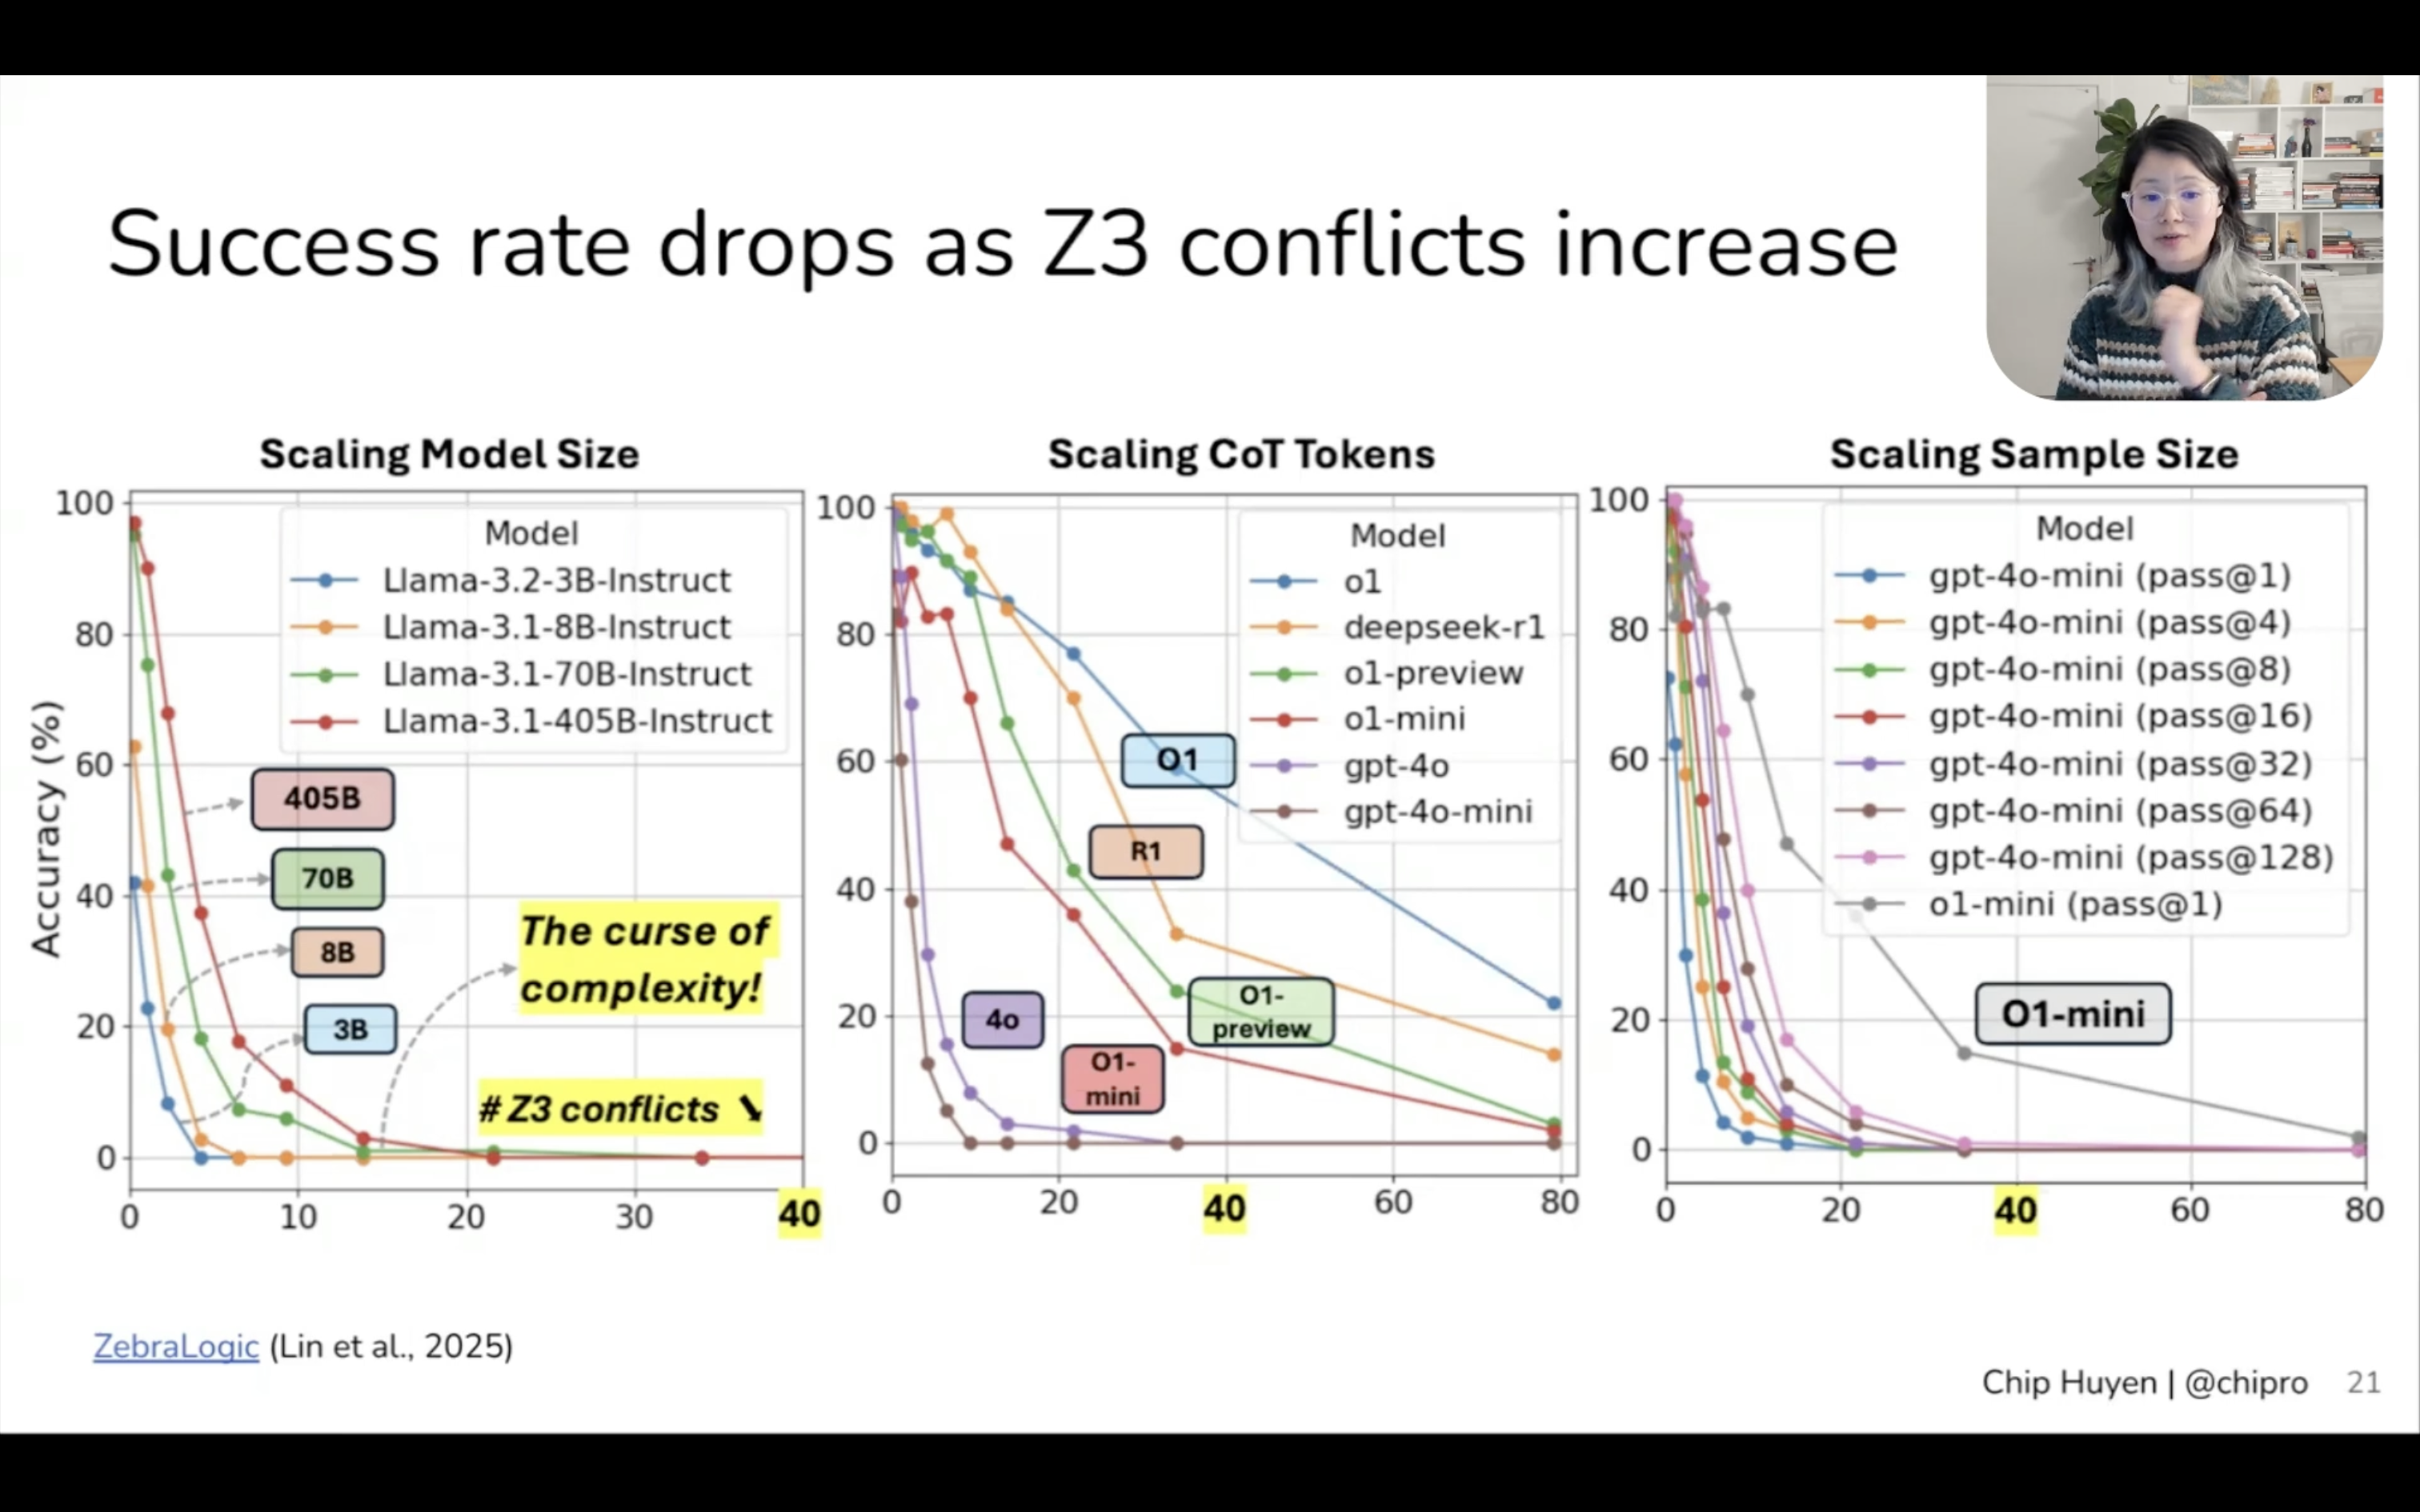 Success rate drops as Z3 conflicts increase
Scaling Model Size
Accuracy (%)
100
80
60
40
20
0
0
10
20
30
40
Model
Llama-3.2-3B-Instruct
Llama-3.1-8B-Instruct
Llama-3.1-70B-Instruct
Llama-3.1-405B-Instruct
405B
70B
8B
3B
The curse of
complexity!
# Z3 conflicts
Scaling CoT Tokens
100
80
60
40
20
0
0
20
40
60
80
Model
o1
deepseek-r1
o1-preview
o1-mini
gpt-4o
gpt-4o-mini
O1
R1
4o
O1-
preview
O1-
mini
Scaling Sample Size
100
80
60
40
20
0
0
20
40
60
80
Model
gpt-4o-mini (pass@1)
gpt-4o-mini (pass@4)
gpt-4o-mini (pass@8)
gpt-4o-mini (pass@16)
gpt-4o-mini (pass@32)
gpt-4o-mini (pass@64)
gpt-4o-mini (pass@128)
o1-mini (pass@1)
O1-mini
ZebraLogic (Lin et al., 2025)
Chip Huyen | @chipro 21